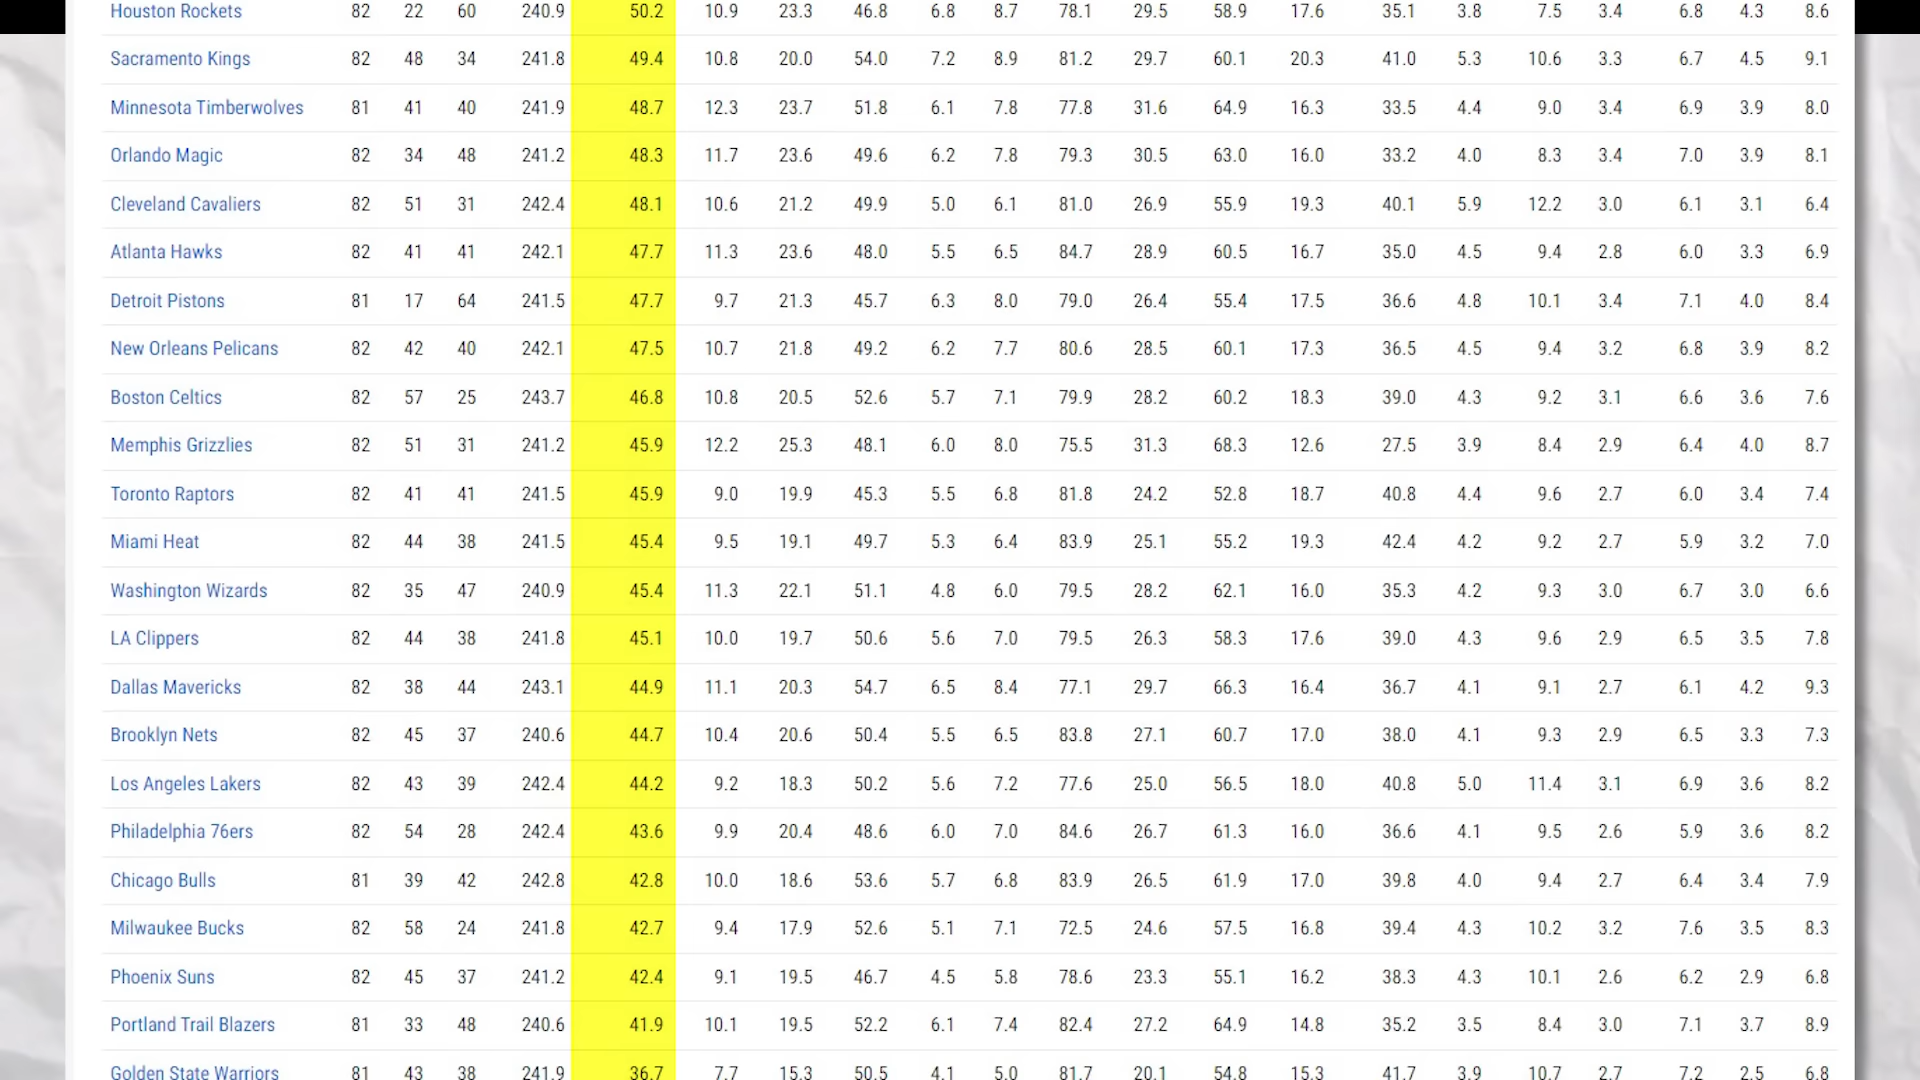 Houston Rockets 82 22 60 240.9 50.2 10.9 23.3 46.8 6.8 8.7 78.1 29.5 58.9 17.6 35.1 3.8 7.5 3.4 6.8 4.3 8.6
Sacramento Kings 82 48 34 241.8 49.4 10.8 20.0 54.0 7.2 8.9 81.2 29.7 60.1 20.3 41.0 5.3 10.6 3.3 6.7 4.5 9.1
Minnesota Timberwolves 81 41 40 241.9 48.7 12.3 23.7 51.8 6.1 7.8 77.8 31.6 64.9 16.3 33.5 4.4 9.0 3.4 6.9 3.9 8.0
Orlando Magic 82 34 48 241.2 48.3 11.7 23.6 49.6 6.2 7.8 79.3 30.5 63.0 16.0 33.2 4.0 8.3 3.4 7.0 3.9 8.1
Cleveland Cavaliers 82 51 31 242.4 48.1 10.6 21.2 49.9 5.0 6.1 81.0 26.9 55.9 19.3 40.1 5.9 12.2 3.0 6.1 3.1 6.4
Atlanta Hawks 82 41 41 242.1 47.7 11.3 23.6 48.0 5.5 6.5 84.7 28.9 60.5 16.7 35.0 4.5 9.4 2.8 6.0 3.3 6.9
Detroit Pistons 81 17 64 241.5 47.7 9.7 21.3 45.7 6.3 8.0 79.0 26.4 55.4 17.5 36.6 4.8 10.1 3.4 7.1 4.0 8.4
New Orleans Pelicans 82 42 40 242.1 47.5 10.7 21.8 49.2 6.2 7.7 80.6 28.5 60.1 17.3 36.5 4.5 9.4 3.2 6.8 3.9 8.2
Boston Celtics 82 57 25 243.7 46.8 10.8 20.5 52.6 5.7 7.1 79.9 28.2 60.2 18.3 39.0 4.3 9.2 3.1 6.6 3.6 7.6
Memphis Grizzlies 82 51 31 241.2 45.9 12.2 25.3 48.1 6.0 8.0 75.5 31.3 68.3 12.6 27.5 3.9 8.4 2.9 6.4 4.0 8.7
Toronto Raptors 82 41 41 241.5 45.9 9.0 19.9 45.3 5.5 6.8 81.8 24.2 52.8 18.7 40.8 4.4 9.6 2.7 6.0 3.4 7.4
Miami Heat 82 44 38 241.5 45.4 9.5 19.1 49.7 5.3 6.4 83.9 25.1 55.2 19.3 42.4 4.2 9.2 2.7 5.9 3.2 7.0
Washington Wizards 82 35 47 240.9 45.4 11.3 22.1 51.1 4.8 6.0 79.5 28.2 62.1 16.0 35.3 4.2 9.3 3.0 6.7 3.0 6.6
LA Clippers 82 44 38 241.8 45.1 10.0 19.7 50.6 5.6 7.0 79.5 26.3 58.3 17.6 39.0 4.3 9.6 2.9 6.5 3.5 7.8
Dallas Mavericks 82 38 44 243.1 44.9 11.1 20.3 54.7 6.5 8.4 77.1 29.7 66.3 16.4 36.7 4.1 9.1 2.7 6.1 4.2 9.3
Brooklyn Nets 82 45 37 240.6 44.7 10.4 20.6 50.4 5.5 6.5 83.8 27.1 60.7 17.0 38.0 4.1 9.3 2.9 6.5 3.3 7.3
Los Angeles Lakers 82 43 39 242.4 44.2 9.2 18.3 50.2 5.6 7.2 77.6 25.0 56.5 18.0 40.8 5.0 11.4 3.1 6.9 3.6 8.2
Philadelphia 76ers 82 54 28 242.4 43.6 9.9 20.4 48.6 6.0 7.0 84.6 26.7 61.3 16.0 36.6 4.1 9.5 2.6 5.9 3.6 8.2
Chicago Bulls 81 39 42 242.8 42.8 10.0 18.6 53.6 5.7 6.8 83.9 26.5 61.9 17.0 39.8 4.0 9.4 2.7 6.4 3.4 7.9
Milwaukee Bucks 82 58 24 241.8 42.7 9.4 17.9 52.6 5.1 7.1 72.5 24.6 57.5 16.8 39.4 4.3 10.2 3.2 7.6 3.5 8.3
Phoenix Suns 82 45 37 241.2 42.4 9.1 19.5 46.7 4.5 5.8 78.6 23.3 55.1 16.2 38.3 4.3 10.1 2.6 6.2 2.9 6.8
Portland Trail Blazers 81 33 48 240.6 41.9 10.1 19.5 52.2 6.1 7.4 82.4 27.2 64.9 14.8 35.2 3.5 8.4 3.0 7.1 3.7 8.9
Golden State Warriors 81 43 38 241.9 36.7 7.7 15.3 50.5 4.1 5.0 81.7 20.1 54.8 15.3 41.7 3.9 10.7 2.7 7.2 2.5 6.8